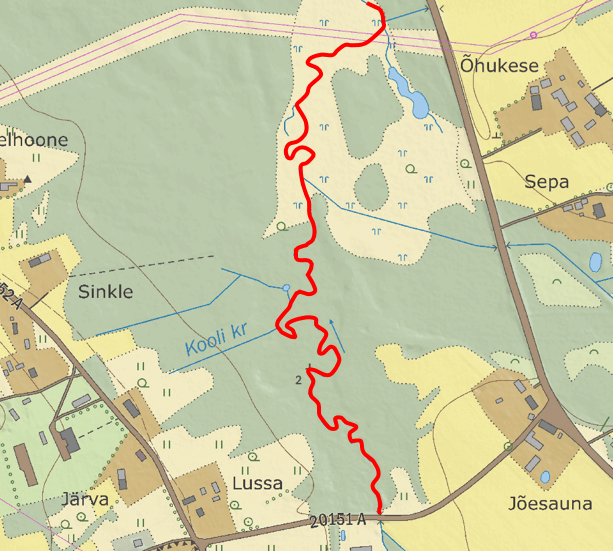 Õhukese
elhoone
Sepa
Sinkle
52 A
Kooli kr
2
Lussa
Järva
Jõesauna
20151 A